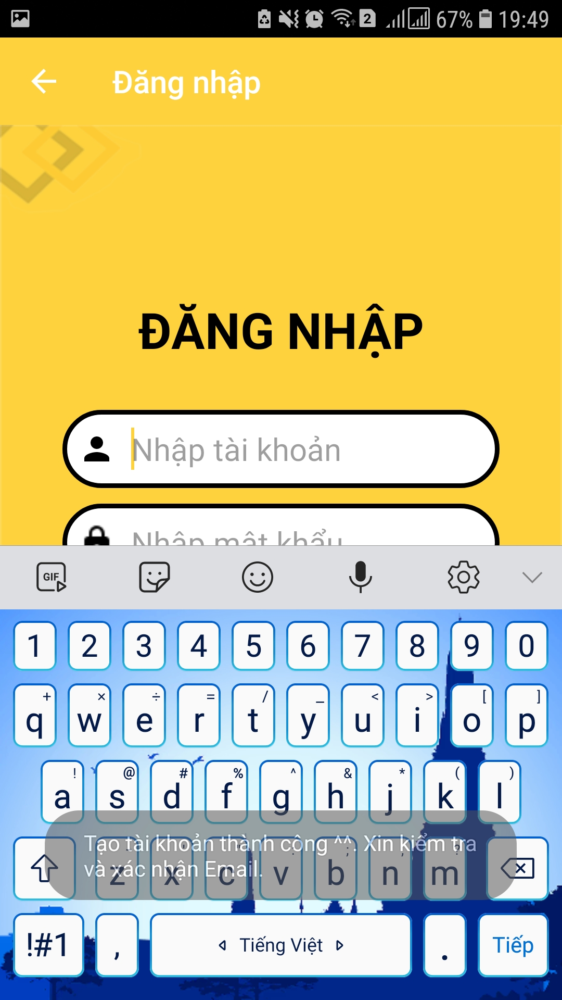 2 67% 19:49
Đăng nhập
ĐĂNG NHẬP
Nhập tài khoản
Nhập mật khẩu
GIF
1 2 3 4 5 6 7 8 9 0
+ × ÷ = / _ < > [ ]
q w e r t y u i o p
! @ # % ^ & * ( )
a s d f g h j k l
Tạo tài khoản thành công ^^. Xin kiểm tra
và xác nhận Email.
z x c v b n m
!#1 , Tiếng Việt . Tiếp